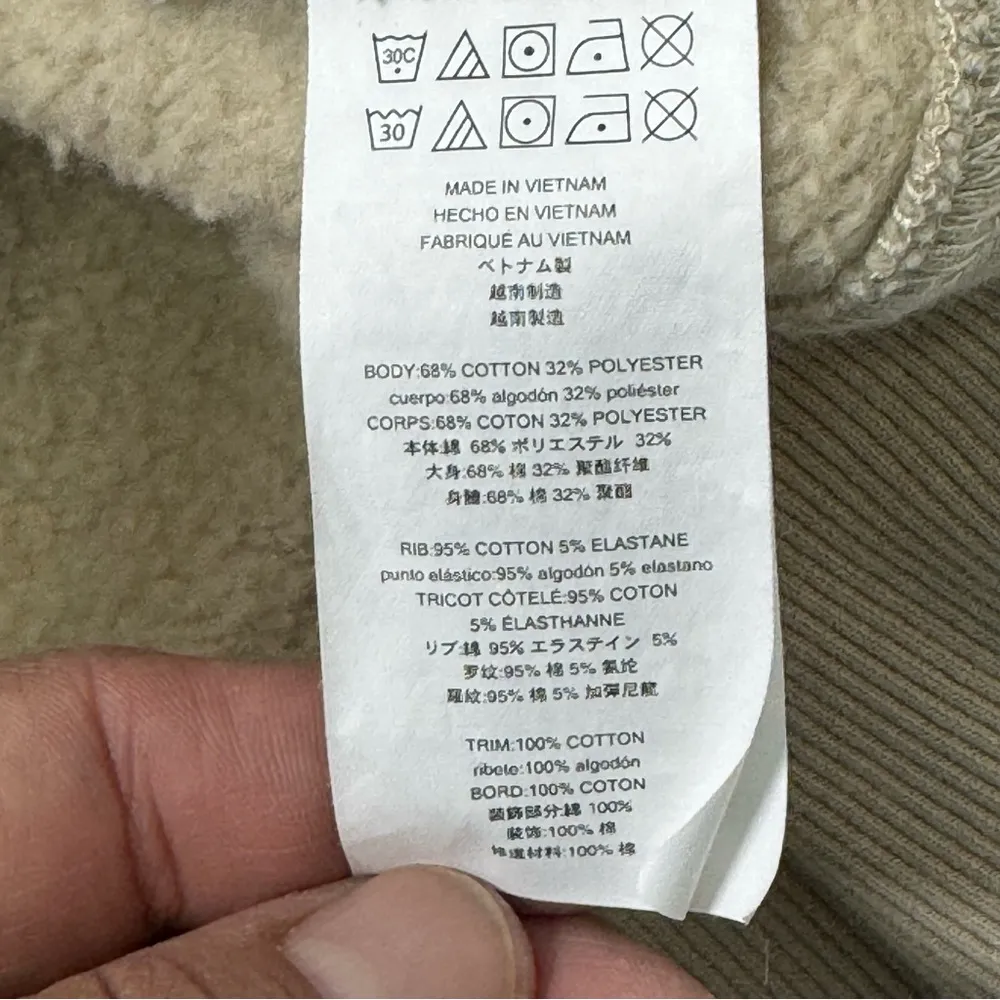 30C
30
MADE IN VIETNAM
HECHO EN VIETNAM
FABRIQUÉ AU VIETNAM
ベトナム製
越南制造
越南製造
BODY:68% COTTON 32% POLYESTER
cuerpo:68% algodón 32% poliéster
CORPS:68% COTON 32% POLYESTER
本体:綿 68% ポリエステル 32%
大身:68% 棉 32% 聚酯纤维
身體:68% 棉 32% 聚酯
RIB:95% COTTON 5% ELASTANE
punto elástico:95% algodón 5% elastano
TRICOT CÔTELÉ:95% COTON
5% ÉLASTHANNE
リブ:綿 95% エラステイン 5%
罗纹:95% 棉 5% 氨纶
羅紋:95% 棉 5% 加彈尼龍
TRIM:100% COTTON
ribete:100% algodón
BORD:100% COTON
装飾部分:綿 100%
装饰:100% 棉
材料:100% 棉